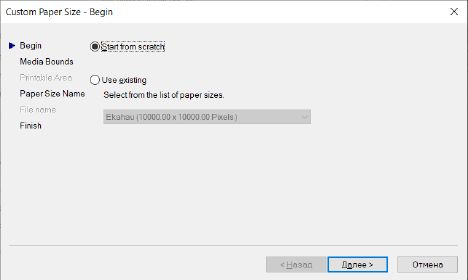 Custom Paper Size - Begin
Begin
Start from scratch
Media Bounds
Printable Area
Use existing
Paper Size Name
Select from the list of paper sizes.
File name
Ekahau (10000.00 x 10000.00 Pixels)
Finish
< Назад
Далее >
Отмена